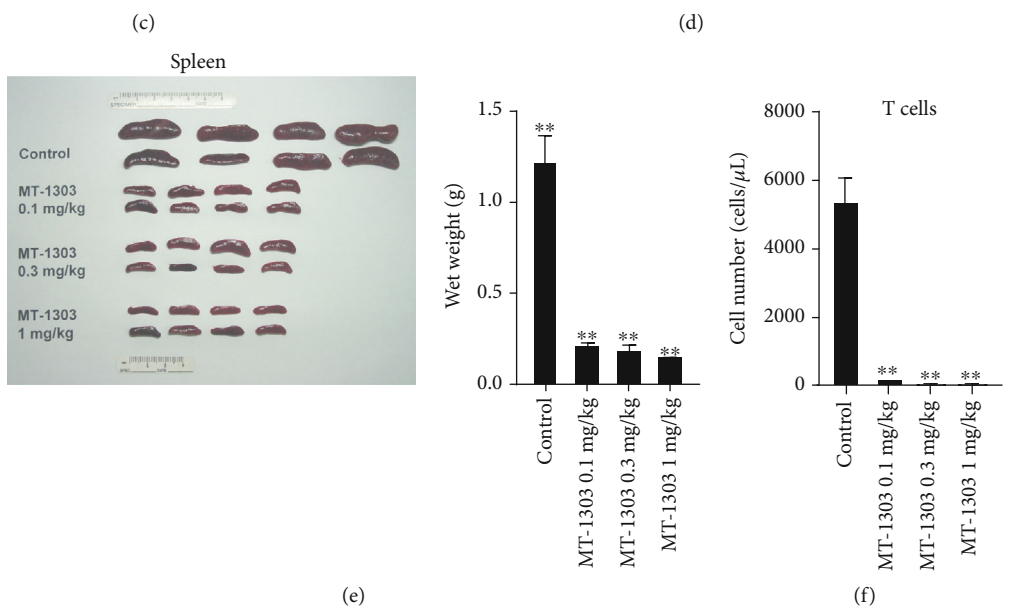 (c)
(d)
Spleen
Control
MT-1303
0.1 mg/kg
MT-1303
0.3 mg/kg
MT-1303
1 mg/kg
Wet weight (g)
1.5
1.0
0.5
0.0
**
**
**
**
Control
MT-1303 0.1 mg/kg
MT-1303 0.3 mg/kg
MT-1303 1 mg/kg
T cells
Cell number (cells/μL)
8000
6000
4000
2000
0
**
**
**
Control
MT-1303 0.1 mg/kg
MT-1303 0.3 mg/kg
MT-1303 1 mg/kg
(e)
(f)